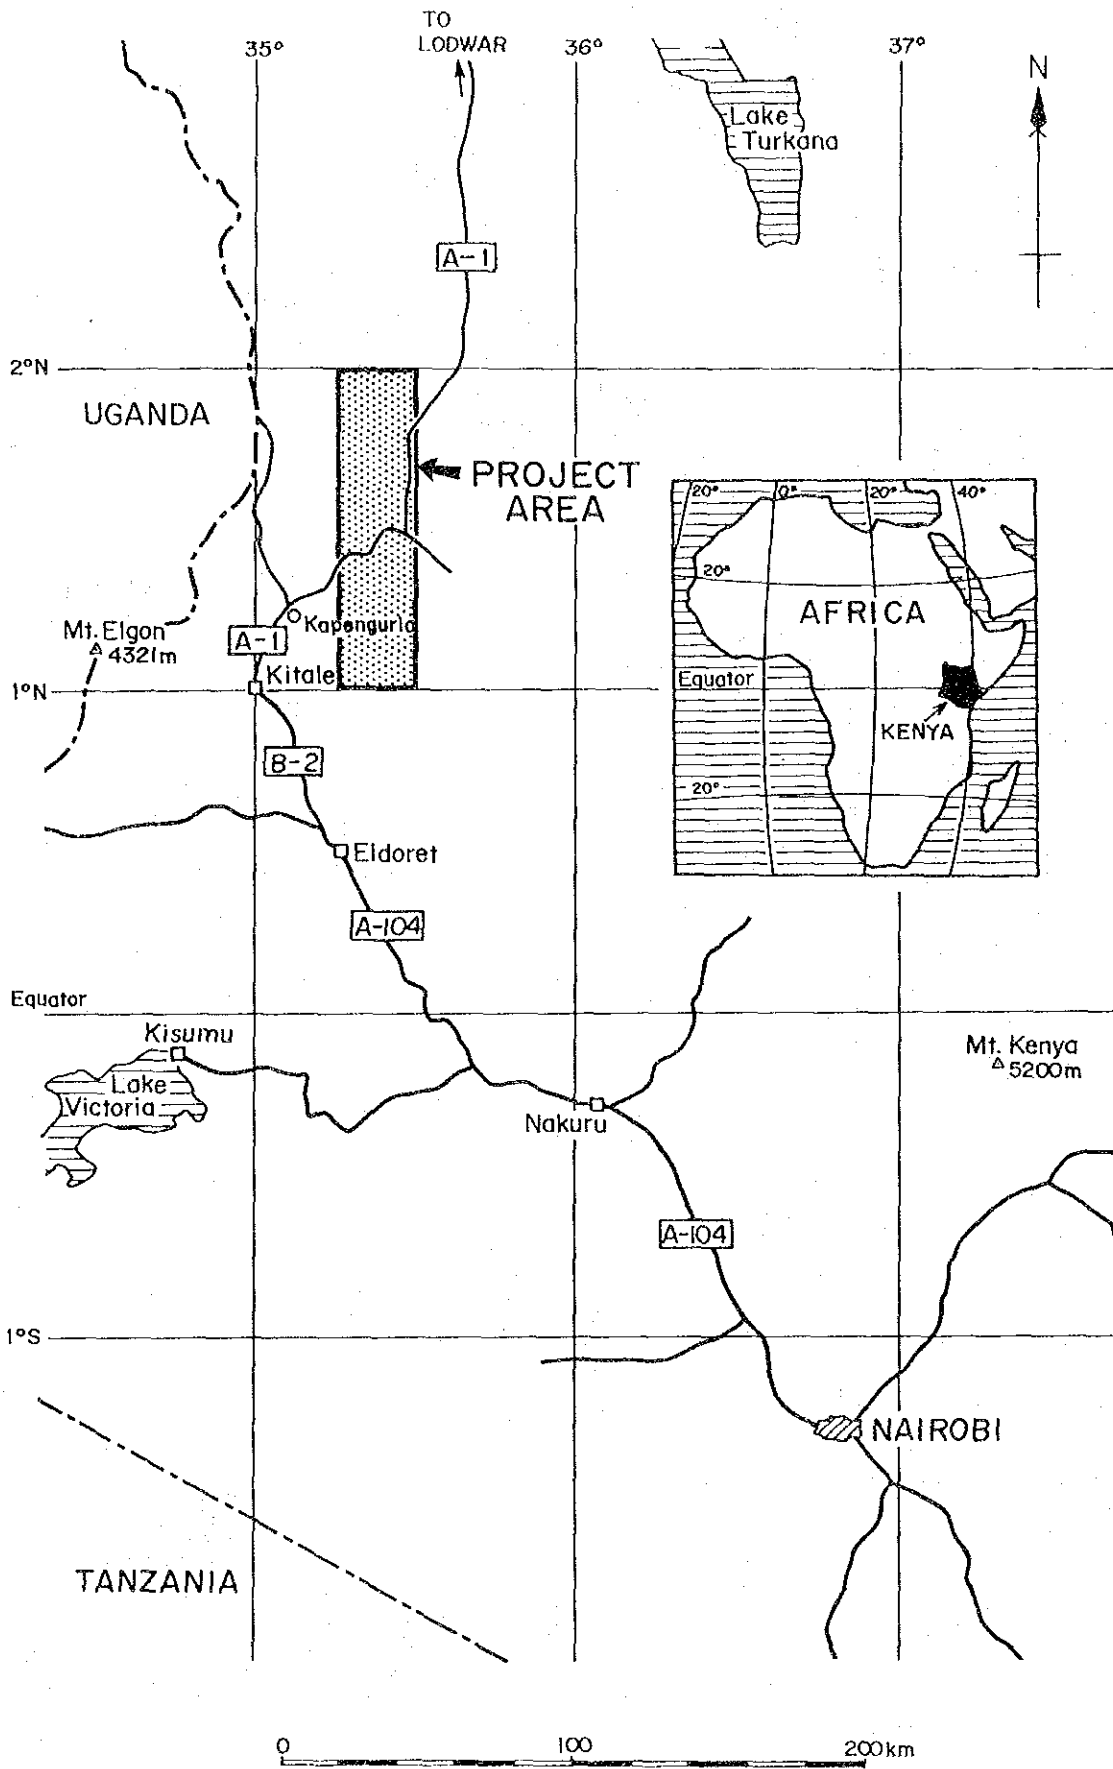 TO
LODWAR
35°
36°
37°
N
Lake
Turkana
A-1
2°N
UGANDA
PROJECT
AREA
20°
0°
20°
40°
20°
AFRICA
Equator
KENYA
20°
Kapenguria
Mt. Elgon
4321m
A-1
Kitale
1°N
B-2
Eldoret
A-104
Equator
Kisumu
Lake
Victoria
Mt. Kenya
5200m
Nakuru
A-104
1°S
NAIROBI
TANZANIA
0
100
200km